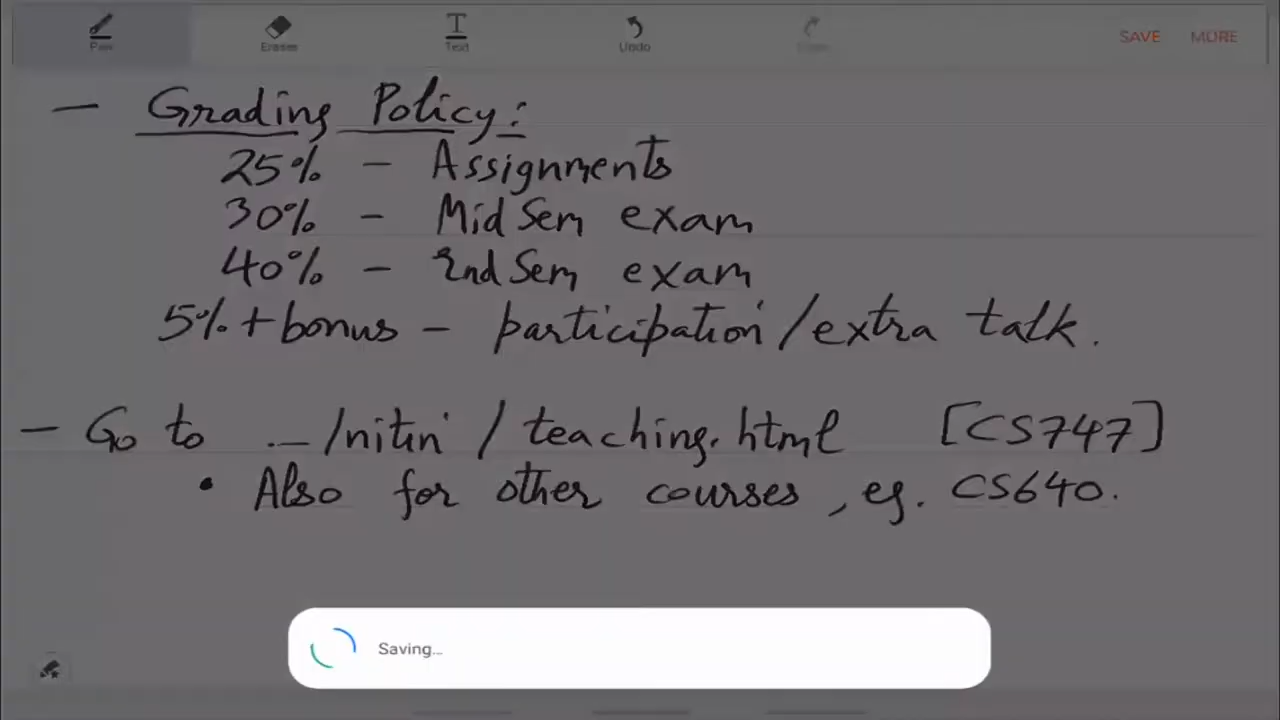 Pen Eraser Text Undo SAVE MORE
– Grading Policy:
25% – Assignments
30% – MidSem exam
40% – EndSem exam
5% + bonus – participation/extra talk.
– Go to .— /nitin / teaching.html [CS747]
• Also for other courses, eg. CS640.
Saving...